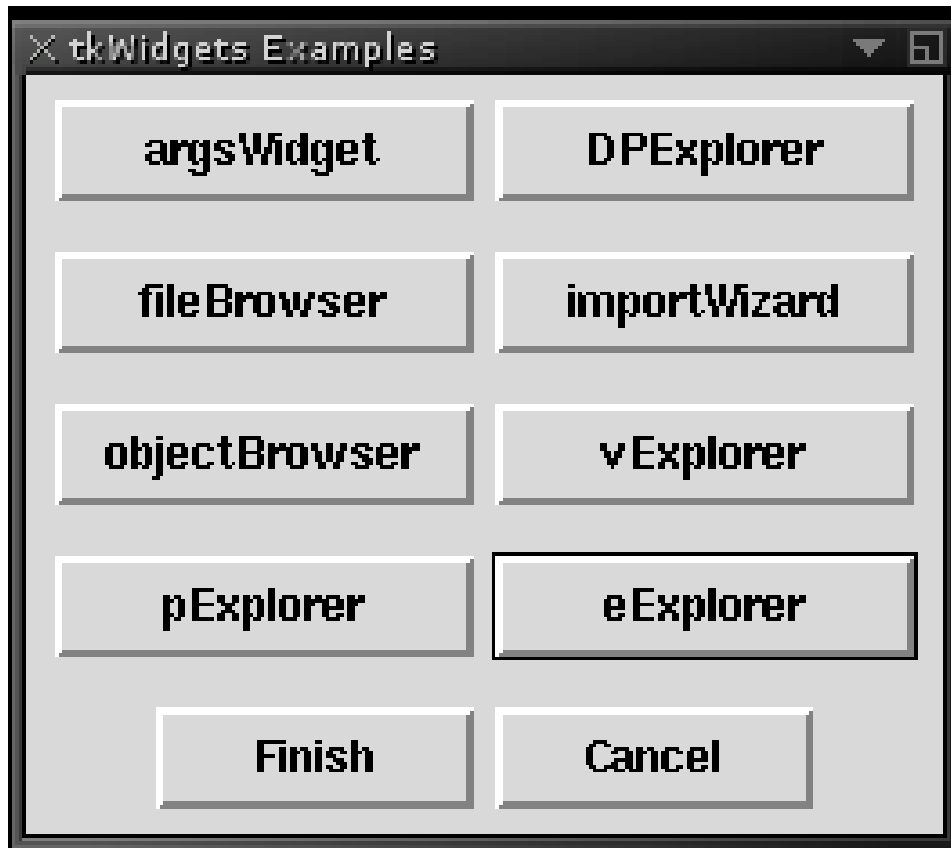 tkWidgets Examples
argsWidget DPExplorer
fileBrowser importWizard
objectBrowser vExplorer
pExplorer eExplorer
Finish Cancel